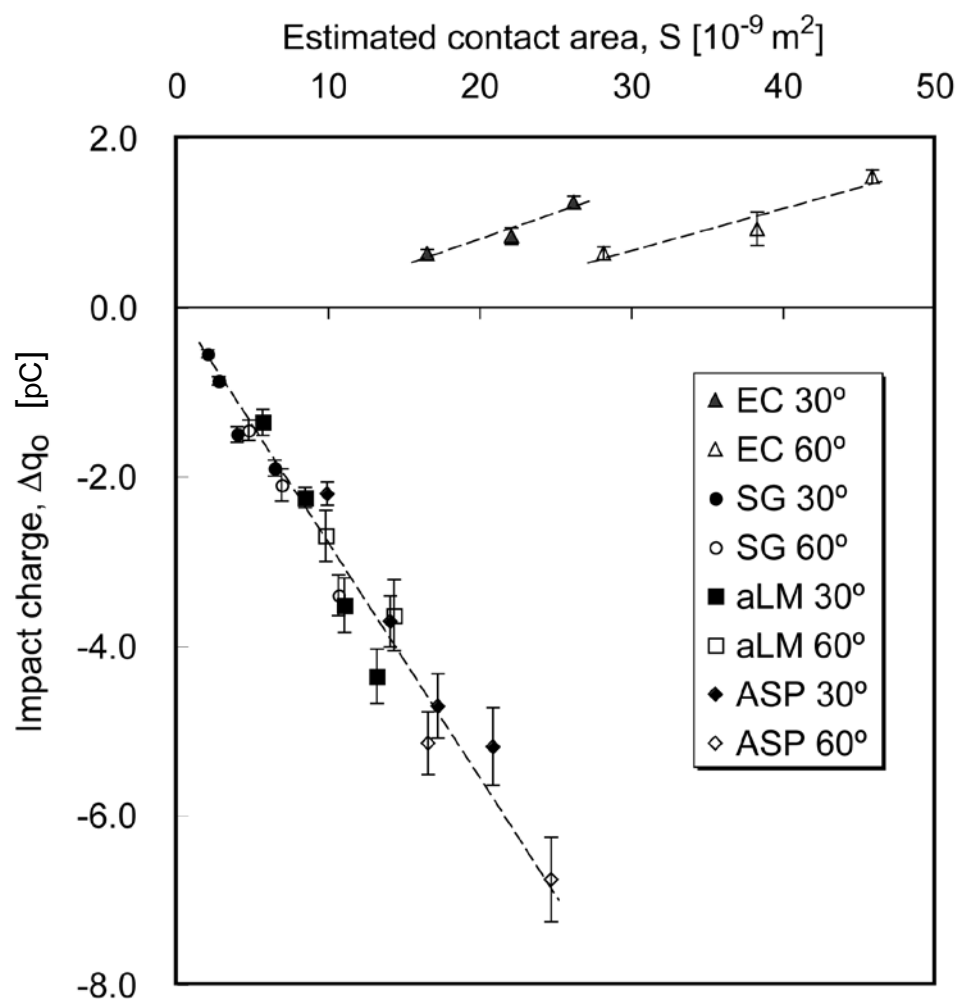 Estimated contact area, S [10⁻⁹ m²]
0 10 20 30 40 50
2.0
0.0
-2.0
-4.0
-6.0
-8.0
Impact charge, Δqₒ [pC]
EC 30º
EC 60º
SG 30º
SG 60º
aLM 30º
aLM 60º
ASP 30º
ASP 60º